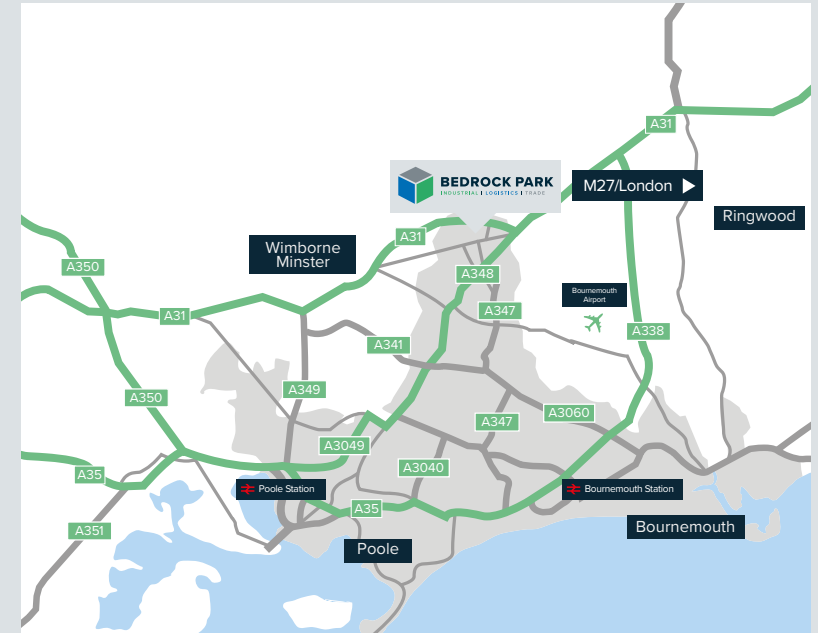 A31
BEDROCK PARK
INDUSTRIAL | LOGISTICS | TRADE
M27/London
Ringwood
A31
Wimborne
Minster
A350
A348
Bournemouth
Airport
A31
A347
A338
A341
A349
A350
A3060
A347
A3049
A3040
A35
Poole Station
Bournemouth Station
A35
A351
Bournemouth
Poole